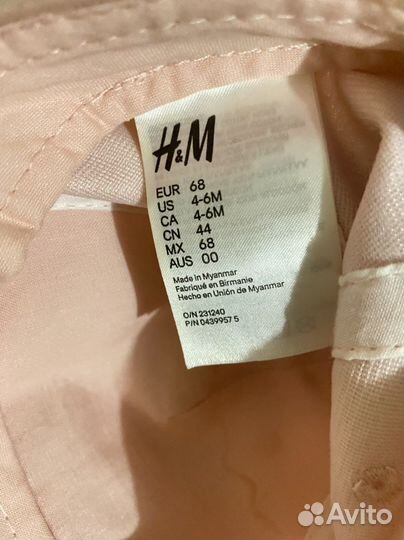 H&M
EUR 68
US 4-6M
CA 4-6M
CN 44
MX 68
AUS 00
Made in Myanmar
Fabriqué en Birmanie
Hecho en Unión de Myanmar
O/N 231240
P/N 0439957 5
Avito